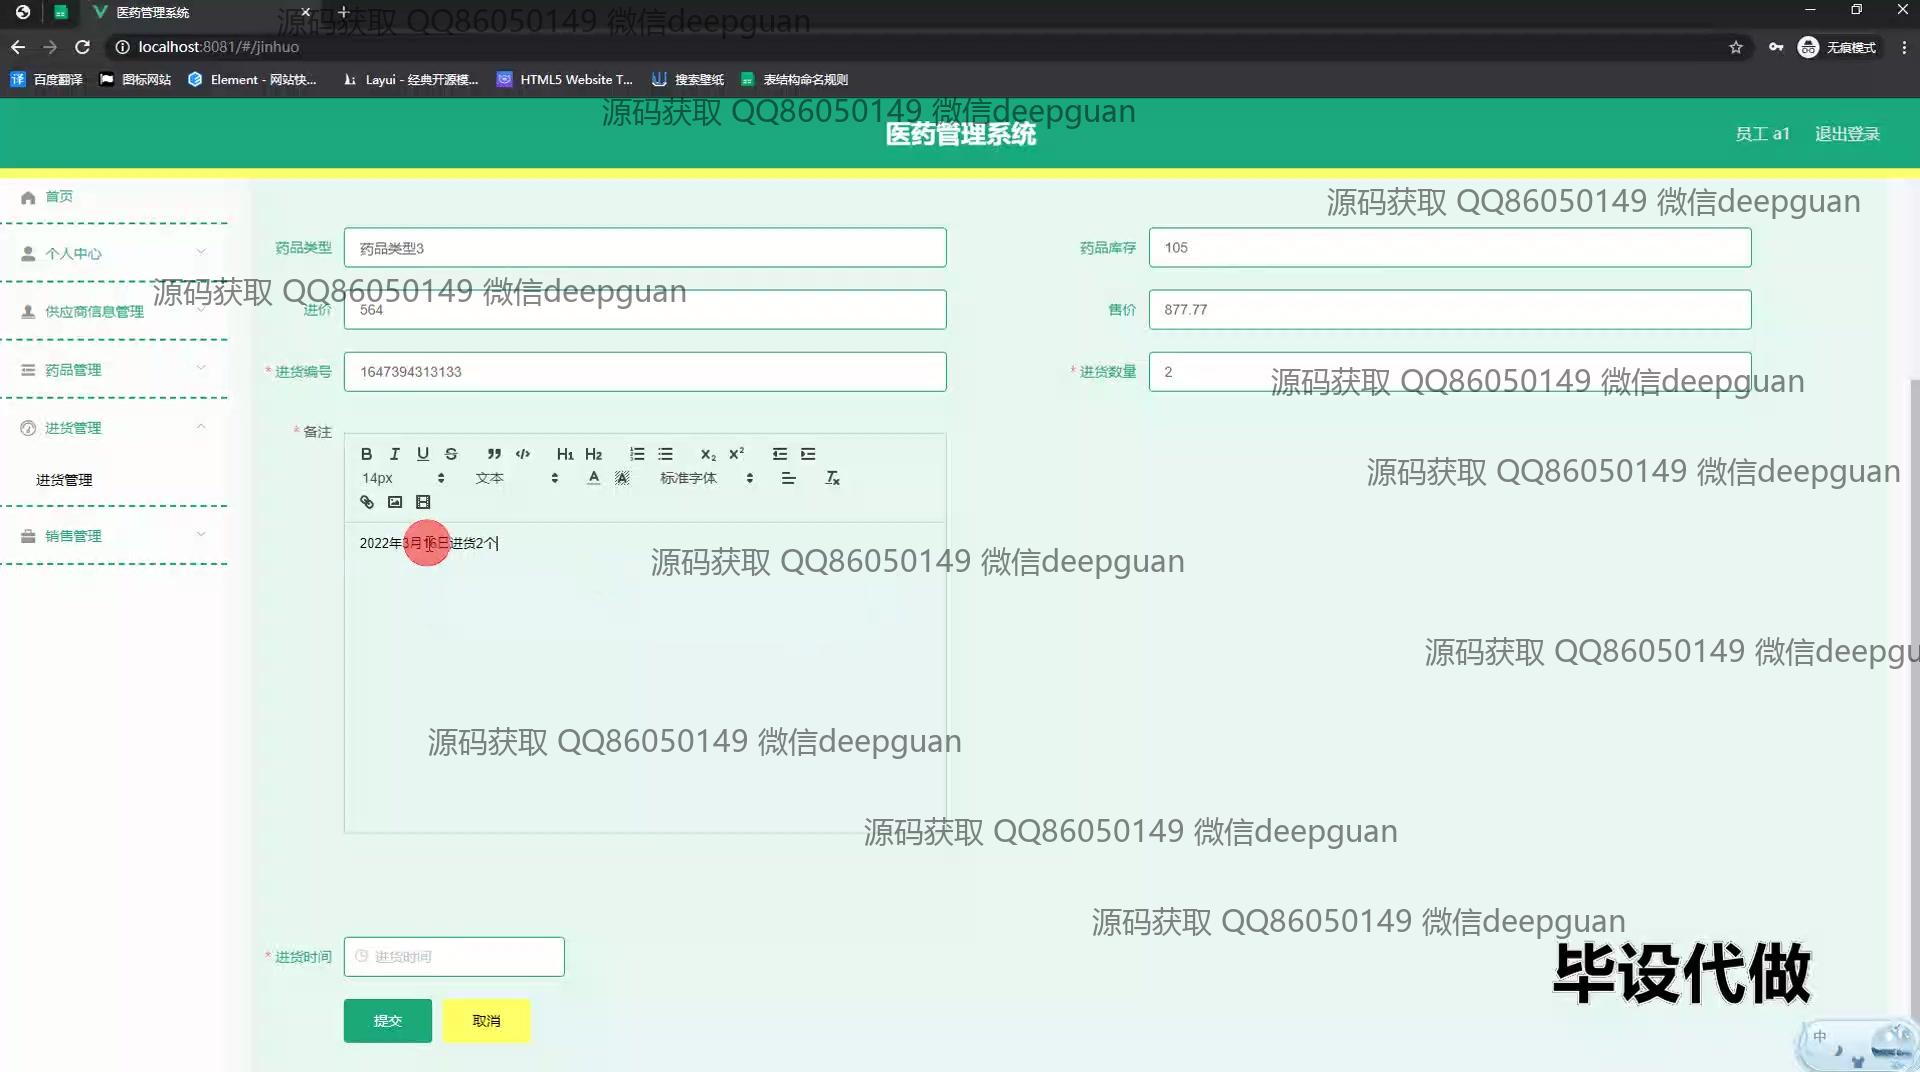 医药管理系统
源码获取 QQ86050149 微信deepguan
localhost:8081/#/jinhuo
无痕模式
百度翻译
图标网站
Element - 网站快...
Layui - 经典开源模...
HTML5 Website T...
搜索壁纸
表结构命名规则
源码获取 QQ86050149 微信deepguan
医药管理系统
员工 a1
退出登录
首页
源码获取 QQ86050149 微信deepguan
个人中心
药品类型
药品类型3
药品库存
105
源码获取 QQ86050149 微信deepguan
供应商信息管理
进价
564
售价
877.77
药品管理
* 进货编号
1647394313133
* 进货数量
2
源码获取 QQ86050149 微信deepguan
进货管理
* 备注
B I U S H1 H2 X2 X2
源码获取 QQ86050149 微信deepguan
进货管理
14px
文本
A
标准字体
销售管理
2022年3月16日进货2个
源码获取 QQ86050149 微信deepguan
源码获取 QQ86050149 微信deepgu
源码获取 QQ86050149 微信deepguan
源码获取 QQ86050149 微信deepguan
源码获取 QQ86050149 微信deepguan
* 进货时间
进货时间
毕设代做
提交
取消
中